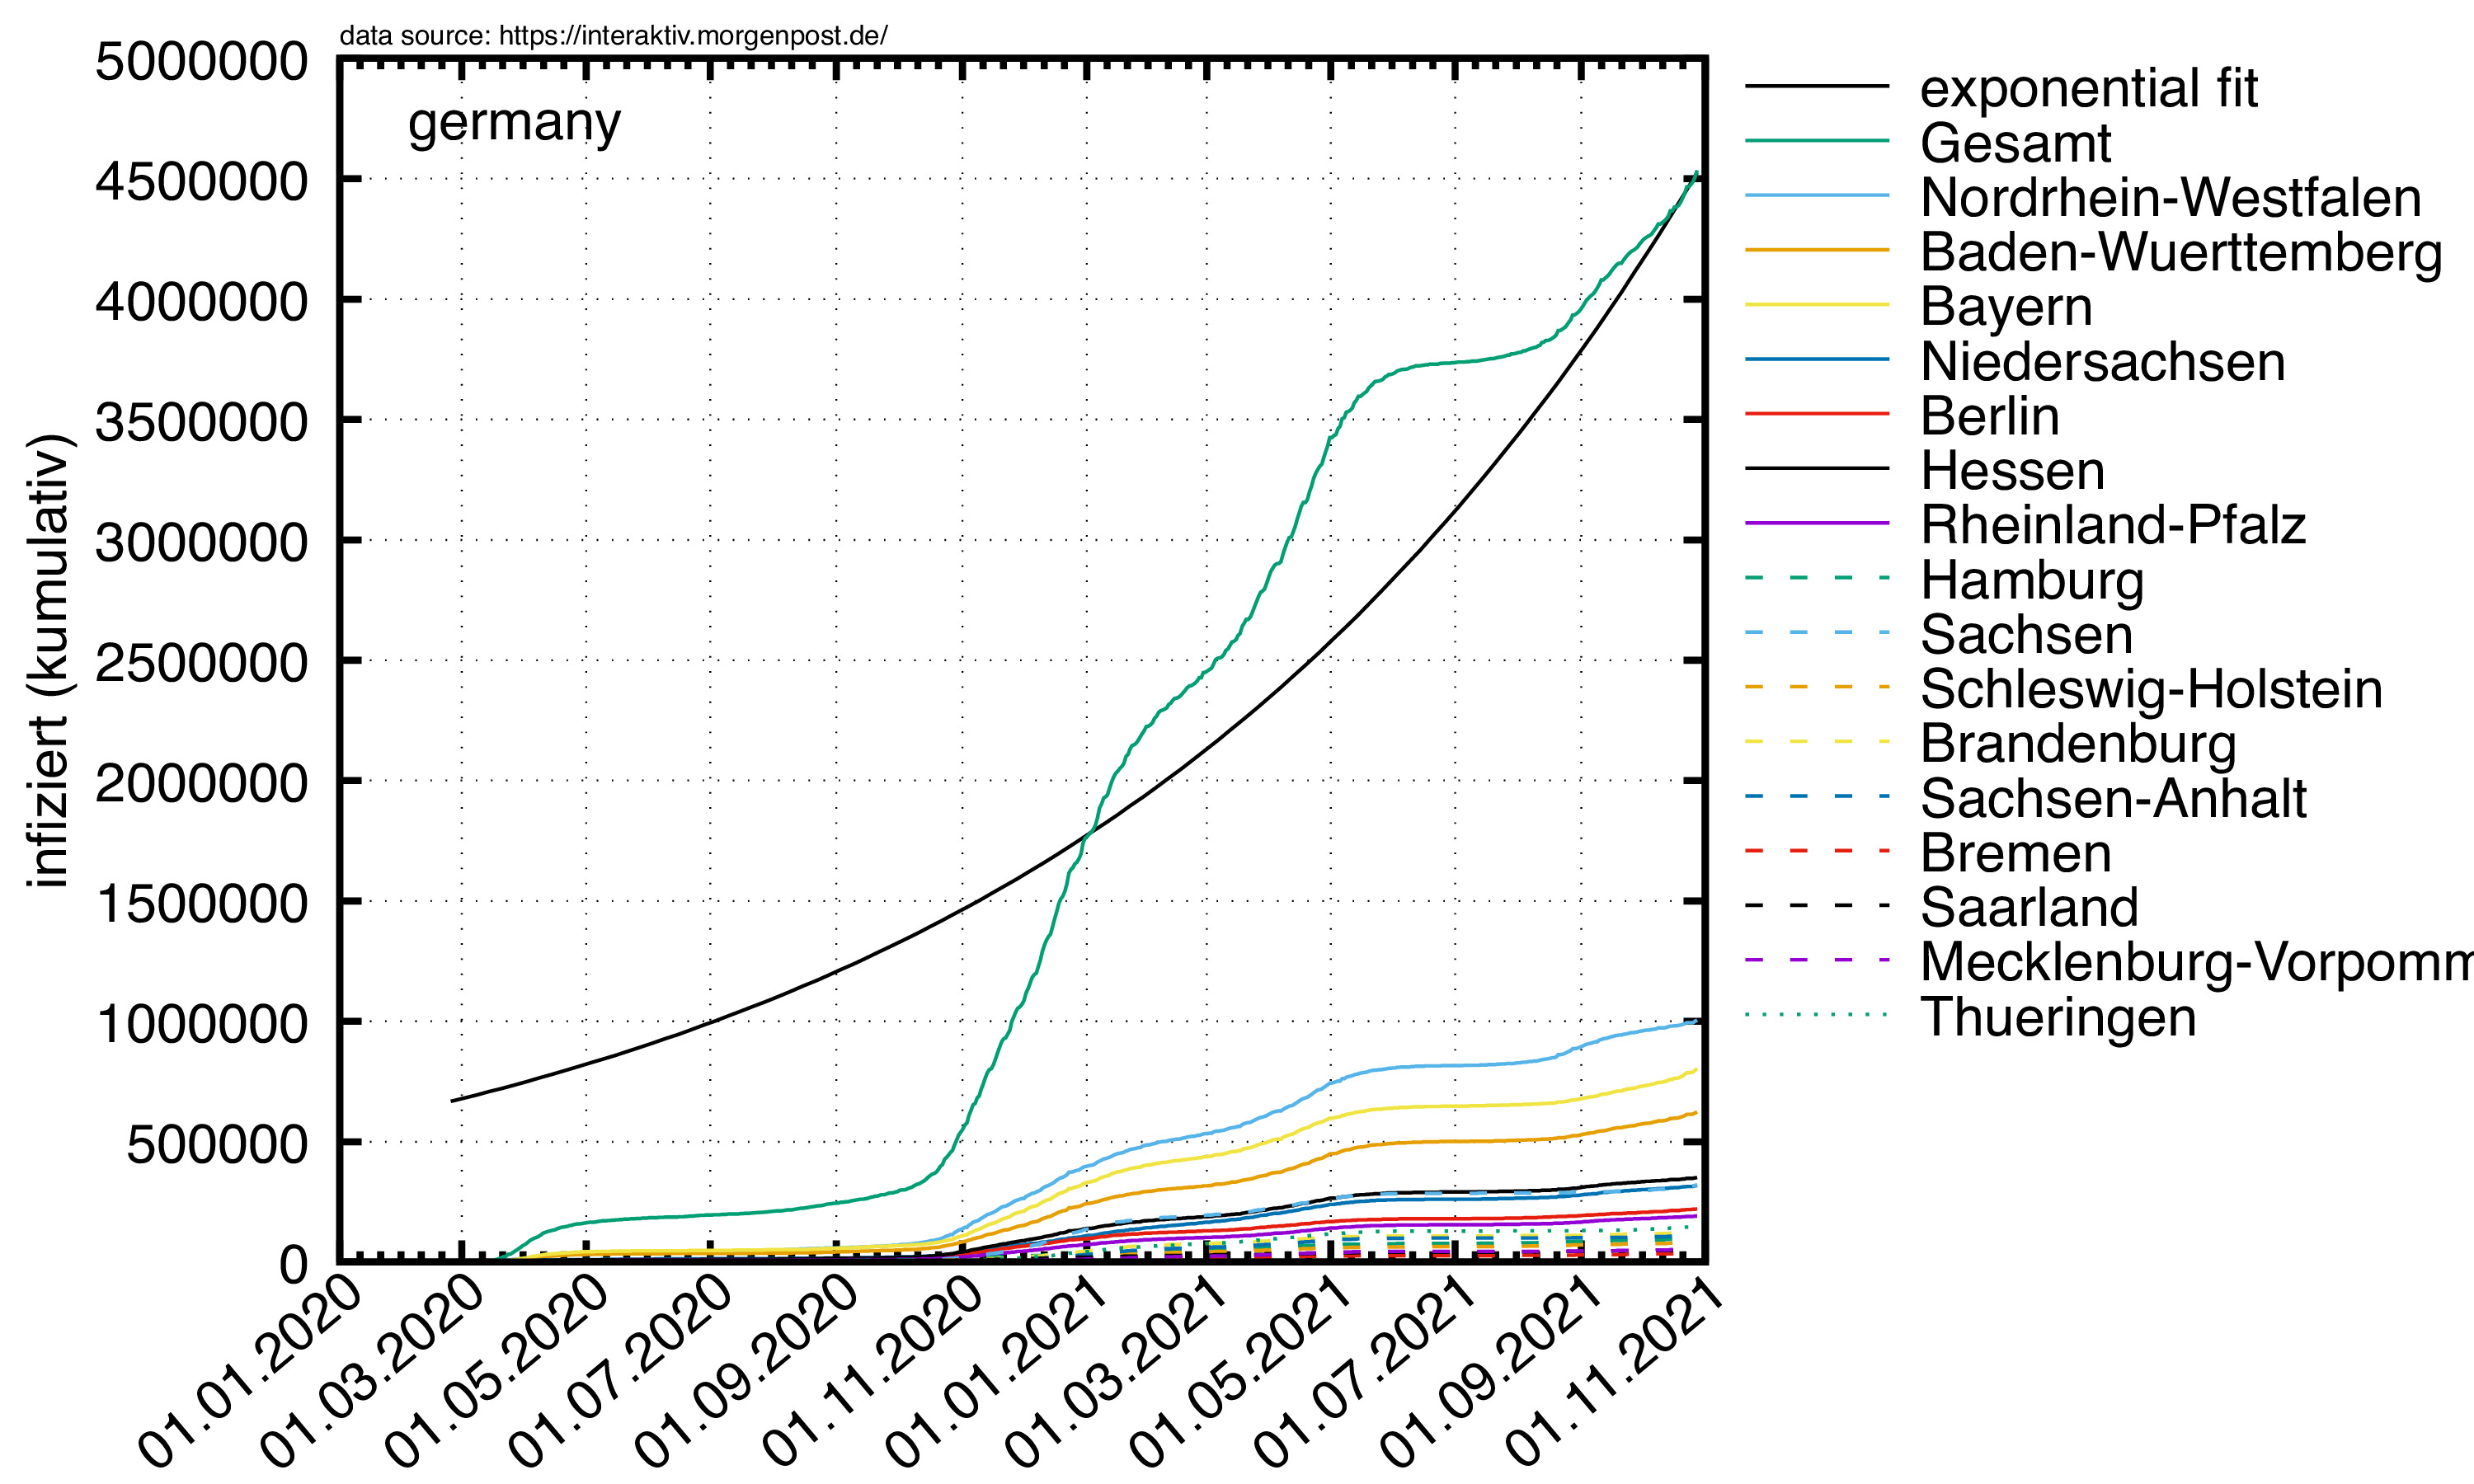 data source: https://interaktiv.morgenpost.de/
germany
infiziert (kumulativ)
5000000
4500000
4000000
3500000
3000000
2500000
2000000
1500000
1000000
500000
0
01.01.2020
01.03.2020
01.05.2020
01.07.2020
01.09.2020
01.11.2020
01.01.2021
01.03.2021
01.05.2021
01.07.2021
01.09.2021
01.11.2021
exponential fit
Gesamt
Nordrhein-Westfalen
Baden-Wuerttemberg
Bayern
Niedersachsen
Berlin
Hessen
Rheinland-Pfalz
Hamburg
Sachsen
Schleswig-Holstein
Brandenburg
Sachsen-Anhalt
Bremen
Saarland
Mecklenburg-Vorpomm
Thueringen